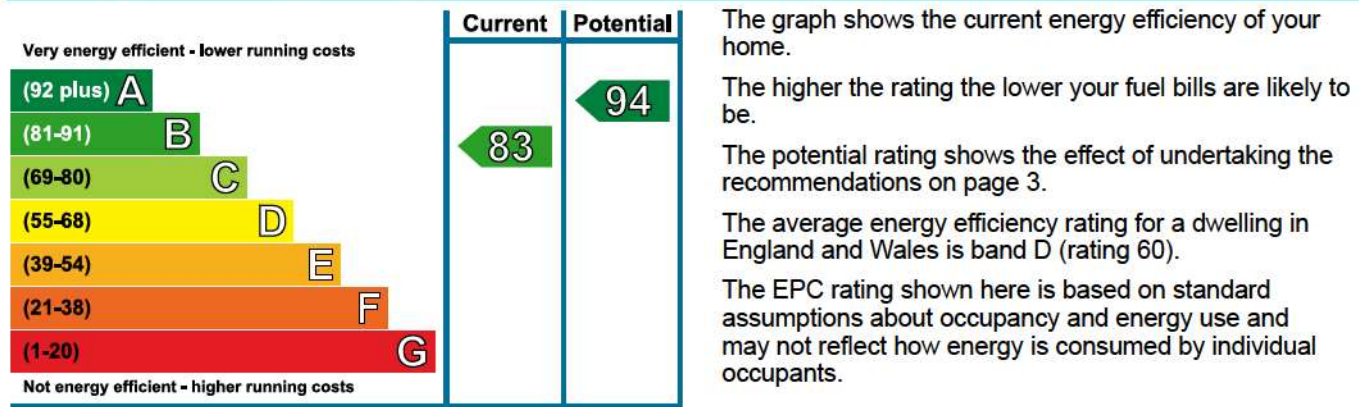 Current Potential
Very energy efficient - lower running costs
(92 plus) A
94
(81-91) B
83
(69-80) C
(55-68) D
(39-54) E
(21-38) F
(1-20) G
Not energy efficient - higher running costs
The graph shows the current energy efficiency of your
home.
The higher the rating the lower your fuel bills are likely to
be.
The potential rating shows the effect of undertaking the
recommendations on page 3.
The average energy efficiency rating for a dwelling in
England and Wales is band D (rating 60).
The EPC rating shown here is based on standard
assumptions about occupancy and energy use and
may not reflect how energy is consumed by individual
occupants.